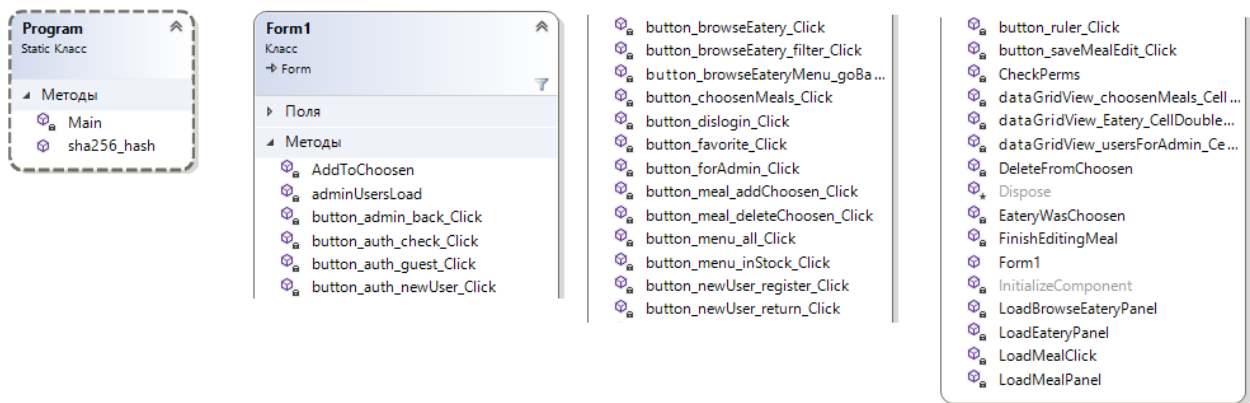 Program
Static Класс
Методы
Main
sha256_hash
Form1
Класс
Form
Поля
Методы
AddToChoosen
adminUsersLoad
button_admin_back_Click
button_auth_check_Click
button_auth_guest_Click
button_auth_newUser_Click
button_browseEatery_Click
button_browseEatery_filter_Click
button_browseEateryMenu_goBa...
button_choosenMeals_Click
button_dislogin_Click
button_favorite_Click
button_forAdmin_Click
button_meal_addChoosen_Click
button_meal_deleteChoosen_Click
button_menu_all_Click
button_menu_inStock_Click
button_newUser_register_Click
button_newUser_return_Click
button_ruler_Click
button_saveMealEdit_Click
CheckPerms
dataGridView_choosenMeals_Cell...
dataGridView_Eatery_CellDouble...
dataGridView_usersForAdmin_Ce...
DeleteFromChoosen
Dispose
EateryWasChoosen
FinishEditingMeal
Form1
InitializeComponent
LoadBrowseEateryPanel
LoadEateryPanel
LoadMealClick
LoadMealPanel